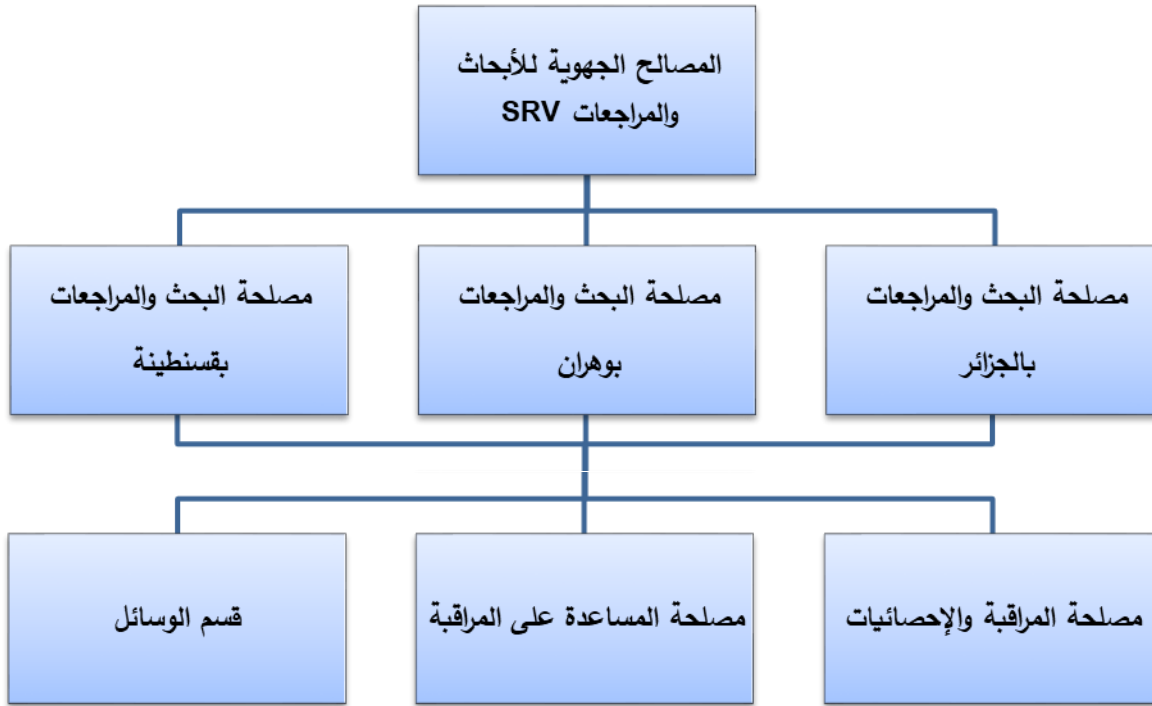 المصالح الجهوية للأبحاث
والمراجعات SRV
مصلحة البحث والمراجعات
بالجزائر
مصلحة البحث والمراجعات
بوهران
مصلحة البحث والمراجعات
بقسنطينة
مصلحة المراقبة والإحصائيات
مصلحة المساعدة على المراقبة
قسم الوسائل